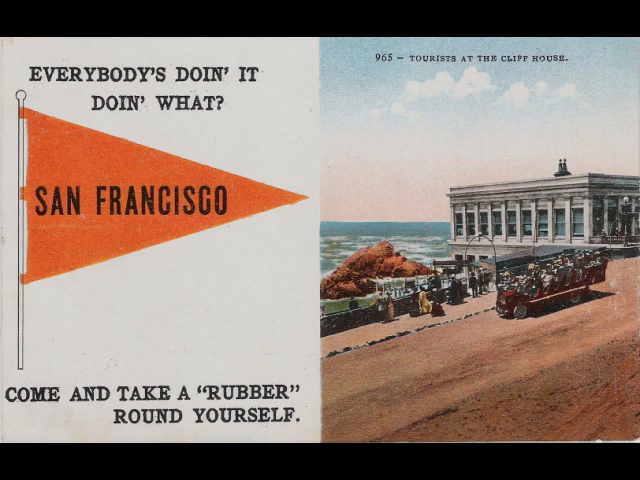 EVERYBODY'S DOIN' IT
DOIN' WHAT?
SAN FRANCISCO
COME AND TAKE A "RUBBER"
ROUND YOURSELF.
965 – TOURISTS AT THE CLIFF HOUSE.